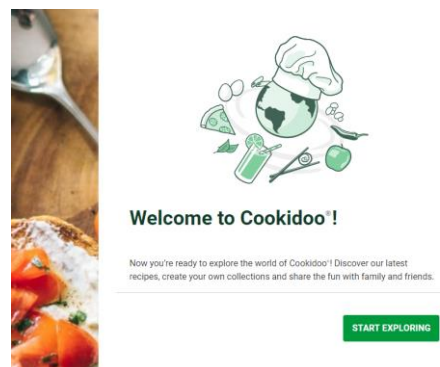 Welcome to Cookidoo®!
Now you're ready to explore the world of Cookidoo®! Discover our latest
recipes, create your own collections and share the fun with family and friends.
START EXPLORING